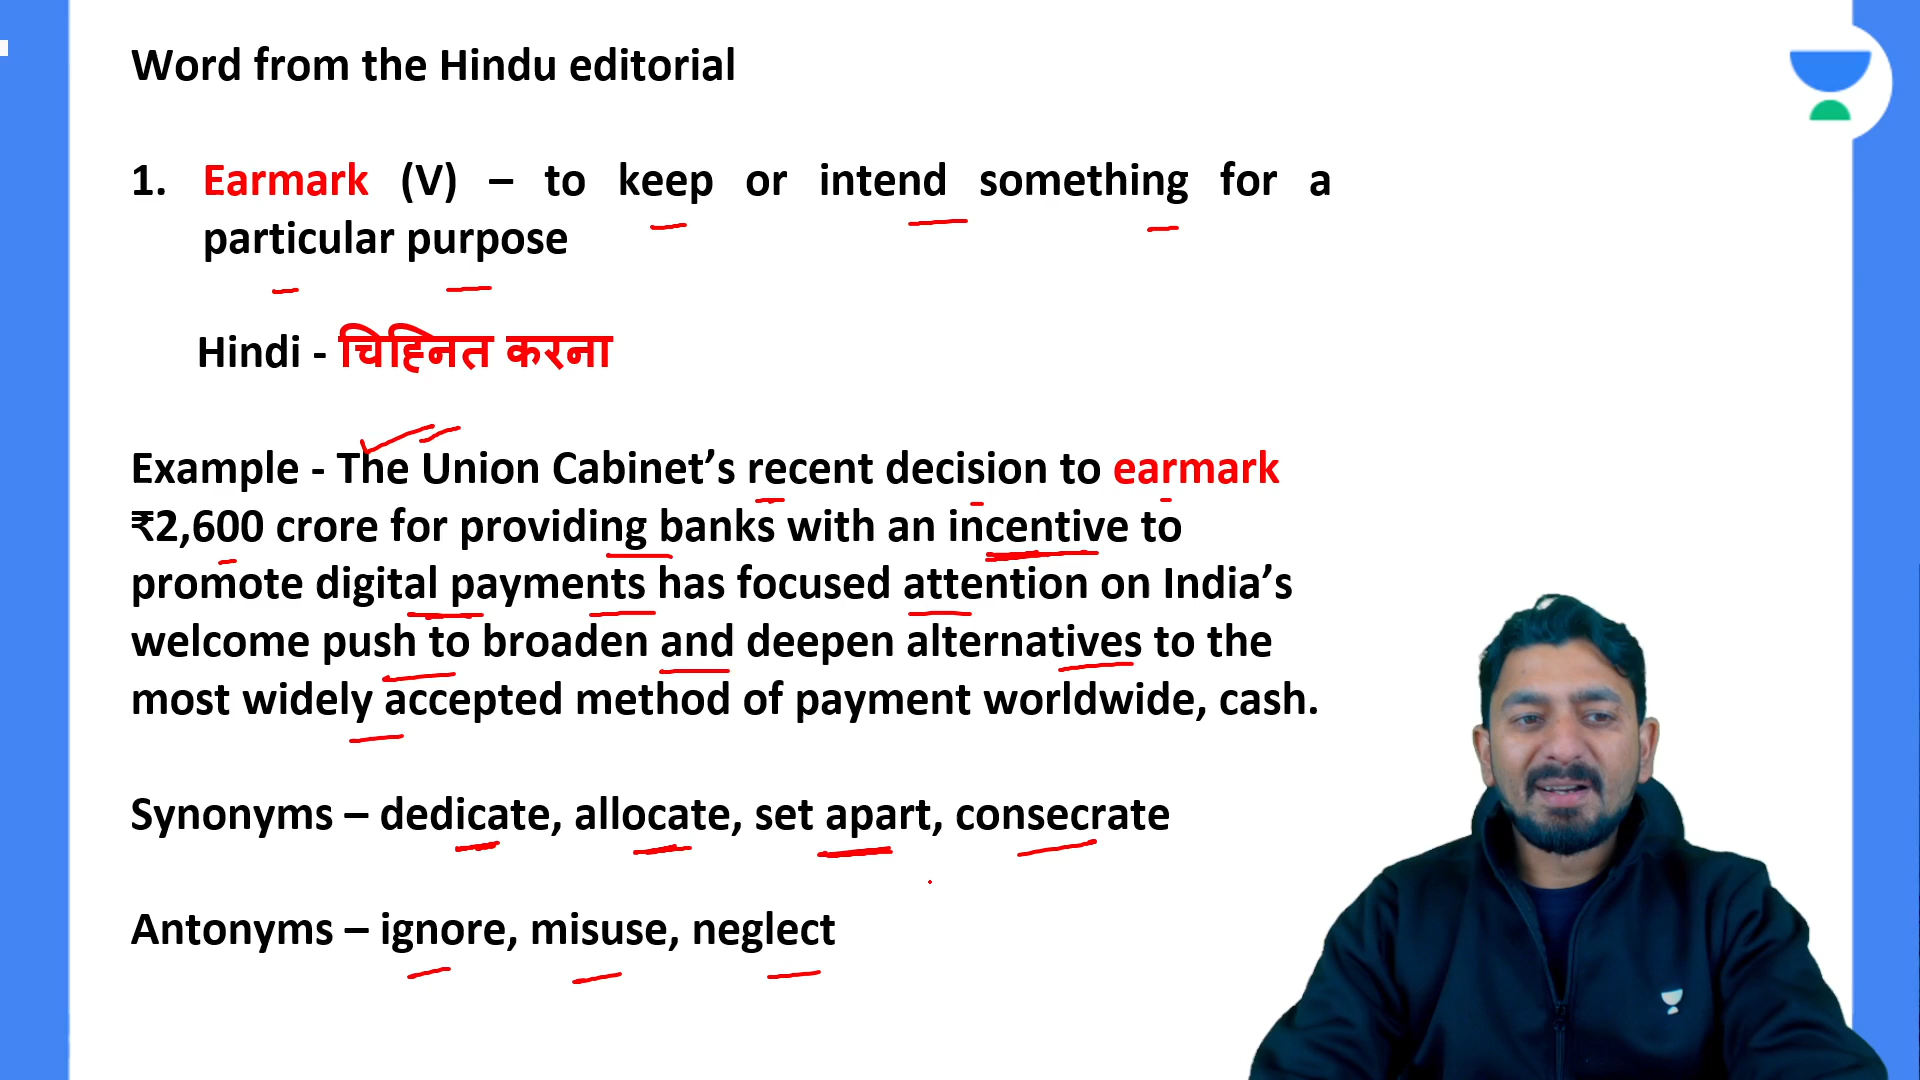 Word from the Hindu editorial
1. Earmark (V) – to keep or intend something for a
particular purpose
Hindi - चिह्नित करना
Example - The Union Cabinet’s recent decision to earmark
₹2,600 crore for providing banks with an incentive to
promote digital payments has focused attention on India’s
welcome push to broaden and deepen alternatives to the
most widely accepted method of payment worldwide, cash.
Synonyms – dedicate, allocate, set apart, consecrate
Antonyms – ignore, misuse, neglect